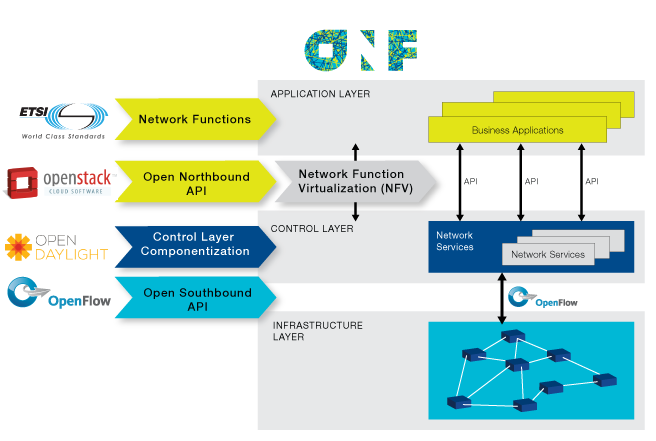 ONF
APPLICATION LAYER
ETSI
World Class Standards
Network Functions
Business Applications
openstack
CLOUD SOFTWARE
Open Northbound
API
Network Function
Virtualization (NFV)
API
API
API
OPEN
DAYLIGHT
Control Layer
Componentization
CONTROL LAYER
Network
Services
Network Services
OpenFlow
Open Southbound
API
OpenFlow
INFRASTRUCTURE
LAYER